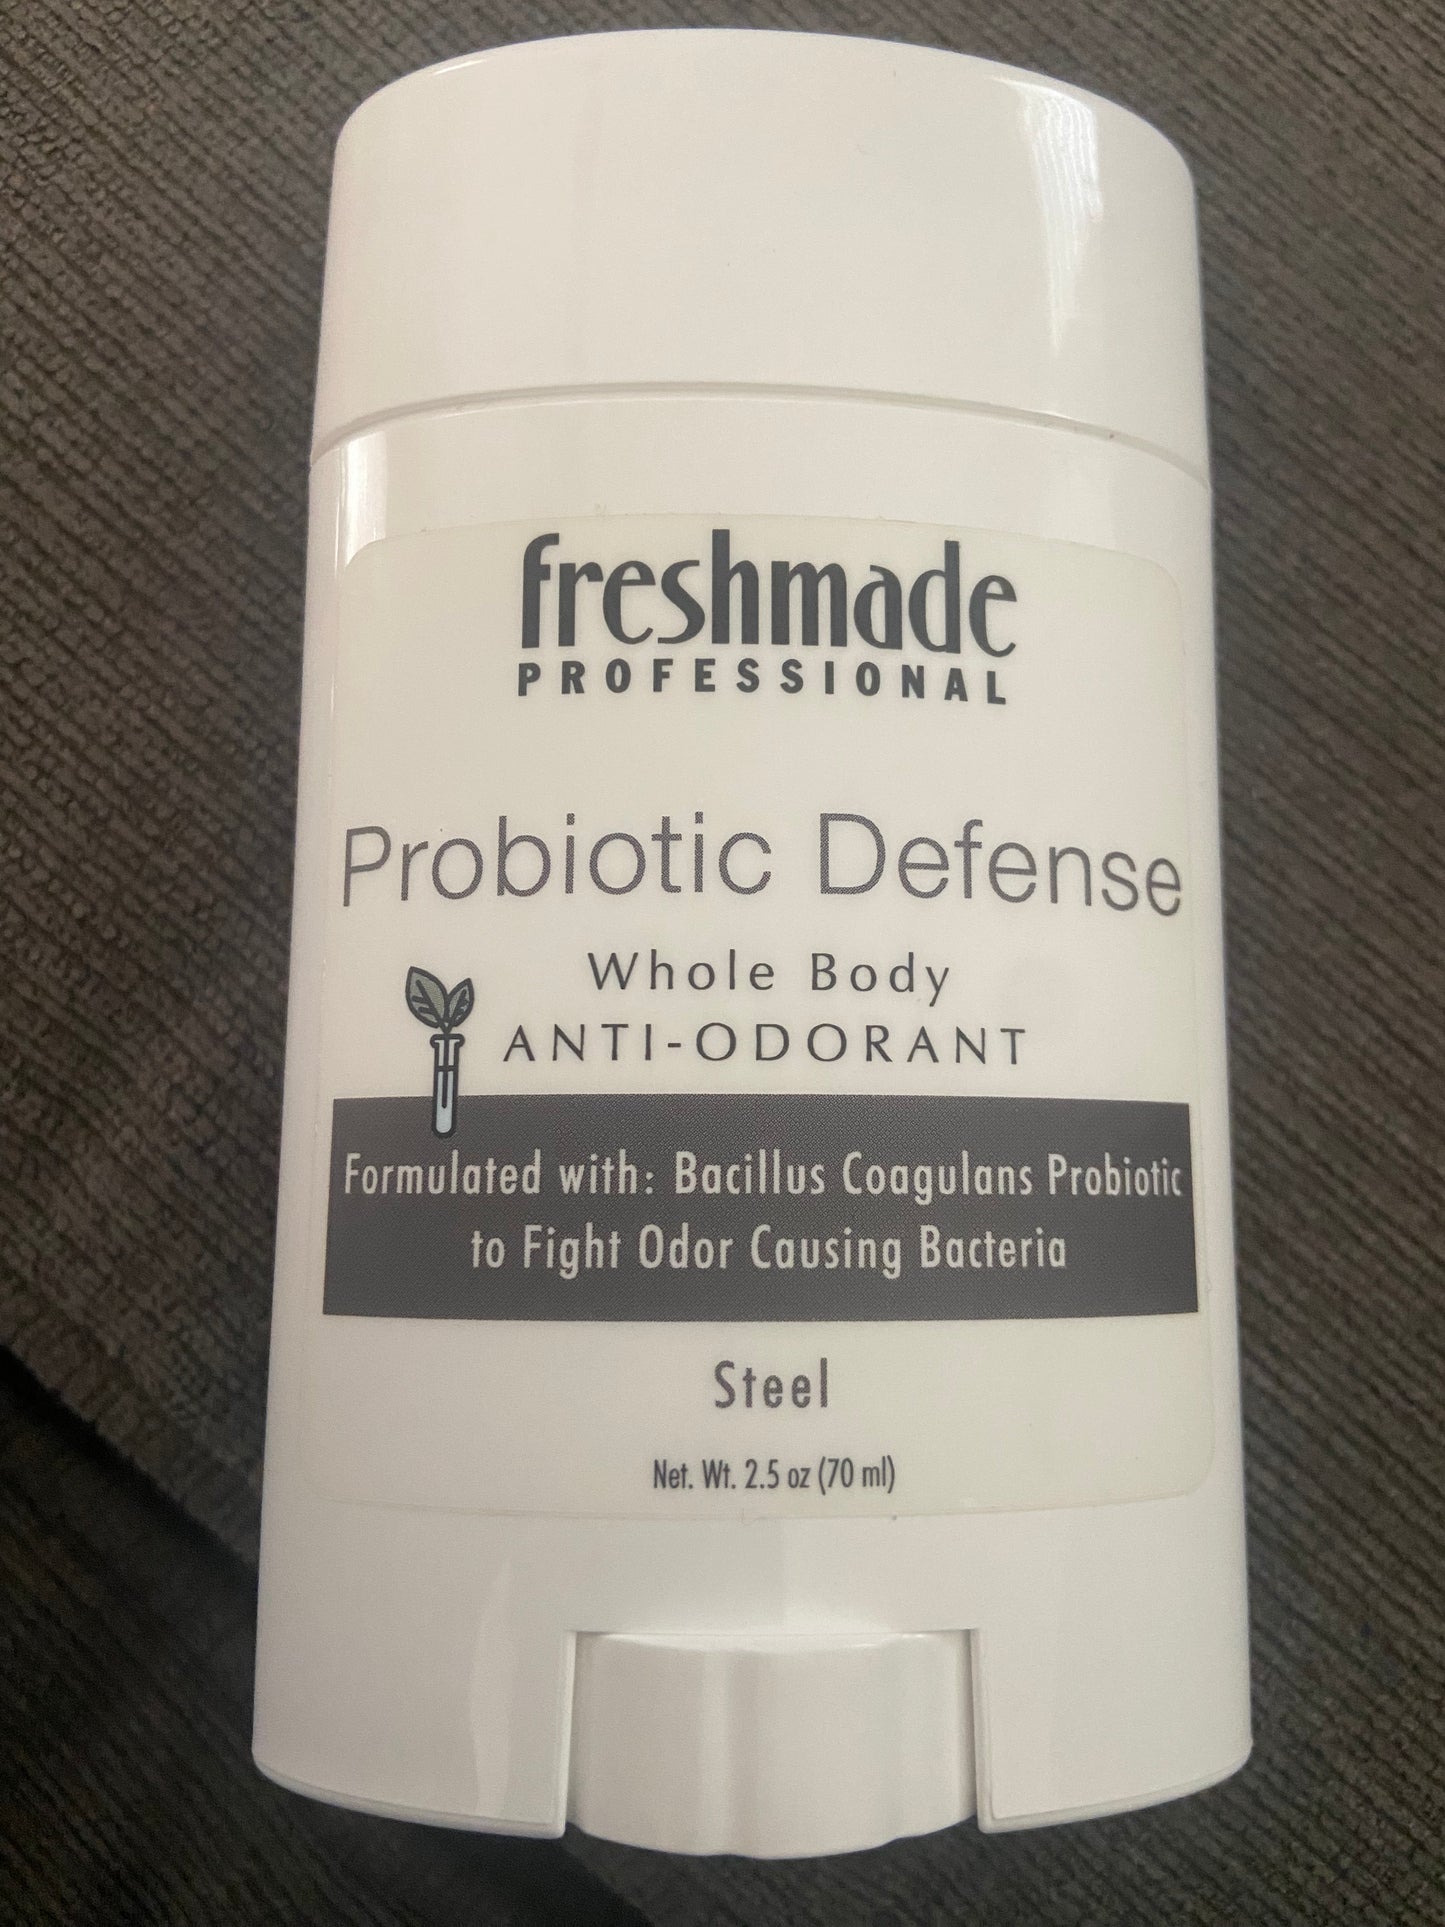 freshmade
PROFESSIONAL
Probiotic Defense
Whole Body
ANTI-ODORANT
Formulated with: Bacillus Coagulans Probiotic
to Fight Odor Causing Bacteria
Steel
Net. Wt. 2.5 oz (70 ml)